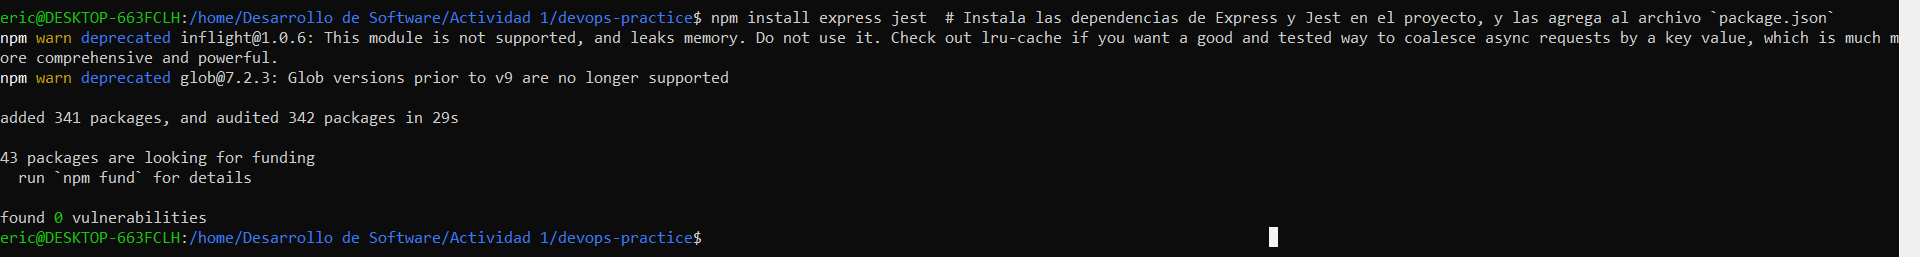 eric@DESKTOP-663FCLH:/home/Desarrollo de Software/Actividad 1/devops-practice$ npm install express jest  # Instala las dependencias de Express y Jest en el proyecto, y las agrega al archivo `package.json`
npm warn deprecated inflight@1.0.6: This module is not supported, and leaks memory. Do not use it. Check out lru-cache if you want a good and tested way to coalesce async requests by a key value, which is much m
ore comprehensive and powerful.
npm warn deprecated glob@7.2.3: Glob versions prior to v9 are no longer supported
added 341 packages, and audited 342 packages in 29s
43 packages are looking for funding
  run `npm fund` for details
found 0 vulnerabilities
eric@DESKTOP-663FCLH:/home/Desarrollo de Software/Actividad 1/devops-practice$